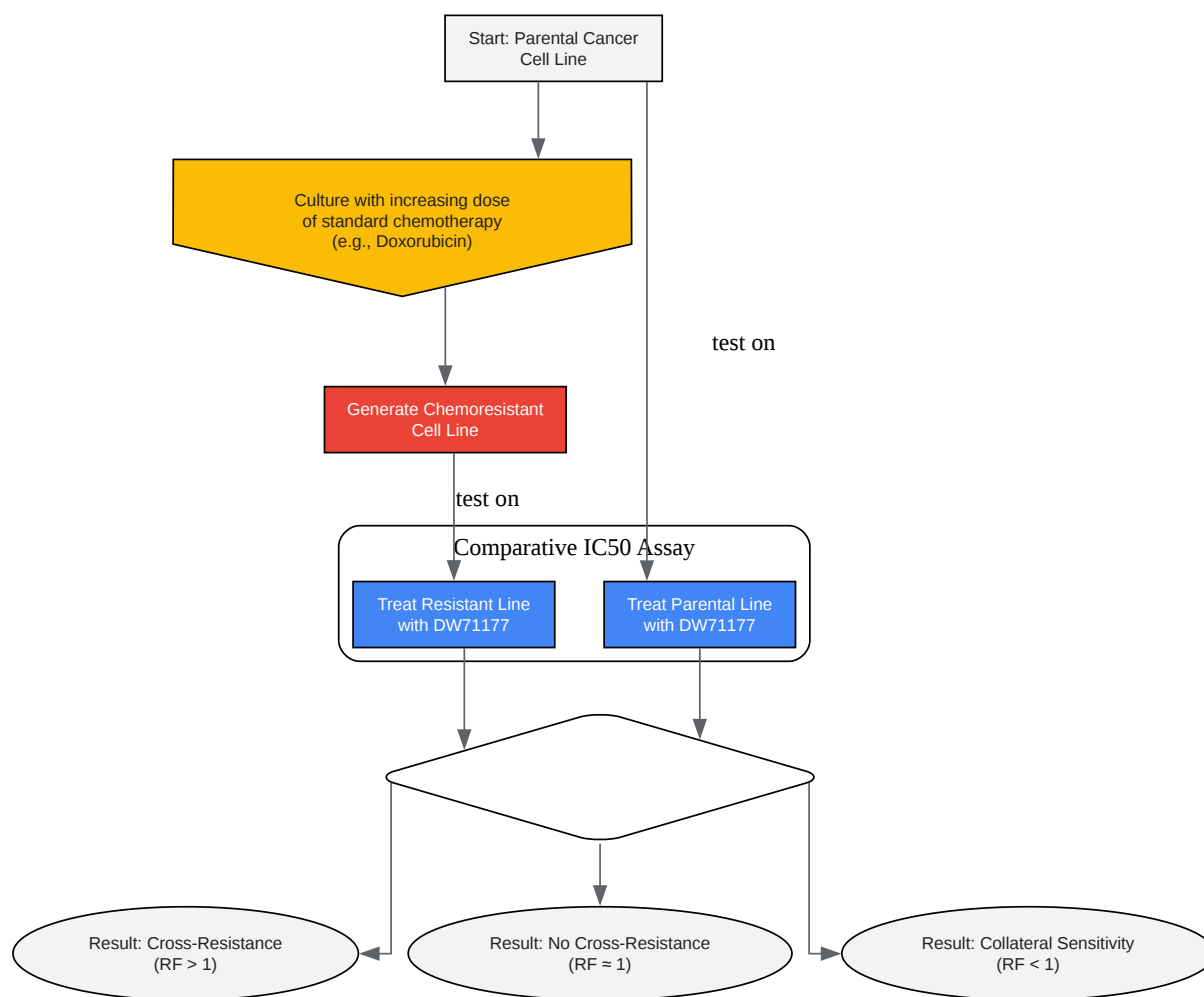 Start: Parental Cancer
Cell Line
Culture with increasing dose
of standard chemotherapy
(e.g., Doxorubicin)
test on
Generate Chemoresistant
Cell Line
test on
Comparative IC50 Assay
Treat Resistant Line
with DW71177
Treat Parental Line
with DW71177
Result: Cross-Resistance
(RF > 1)
Result: No Cross-Resistance
(RF ≈ 1)
Result: Collateral Sensitivity
(RF < 1)